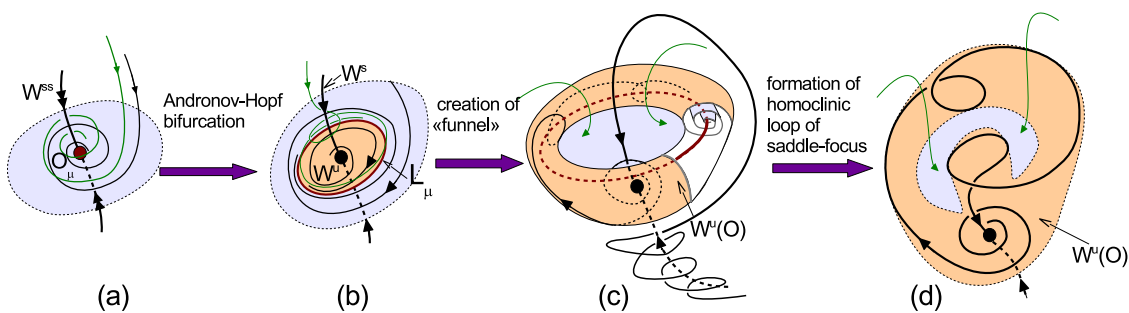 W^ss
O_μ
(a)
Andronov-Hopf
bifurcation
W^s
W^u
L_μ
(b)
creation of
«funnel»
W^u(O)
(c)
formation of
homoclinic
loop of
saddle-focus
W^u(O)
(d)